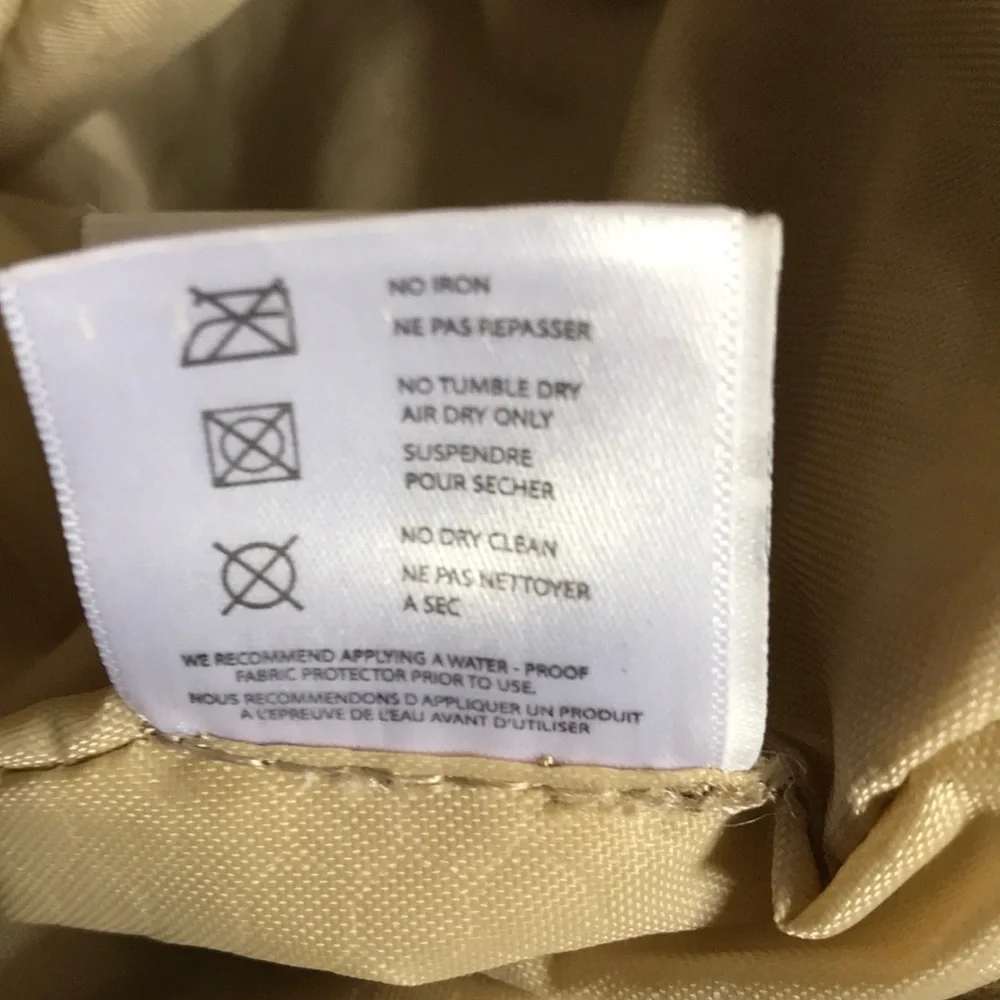 NO IRON
NE PAS REPASSER
NO TUMBLE DRY
AIR DRY ONLY
SUSPENDRE
POUR SECHER
NO DRY CLEAN
NE PAS NETTOYER
A SEC
WE RECOMMEND APPLYING A WATER - PROOF
FABRIC PROTECTOR PRIOR TO USE.
NOUS RECOMMENDONS D APPLIQUER UN PRODUIT
A L'EPREUVE DE L'EAU AVANT D'UTILISER